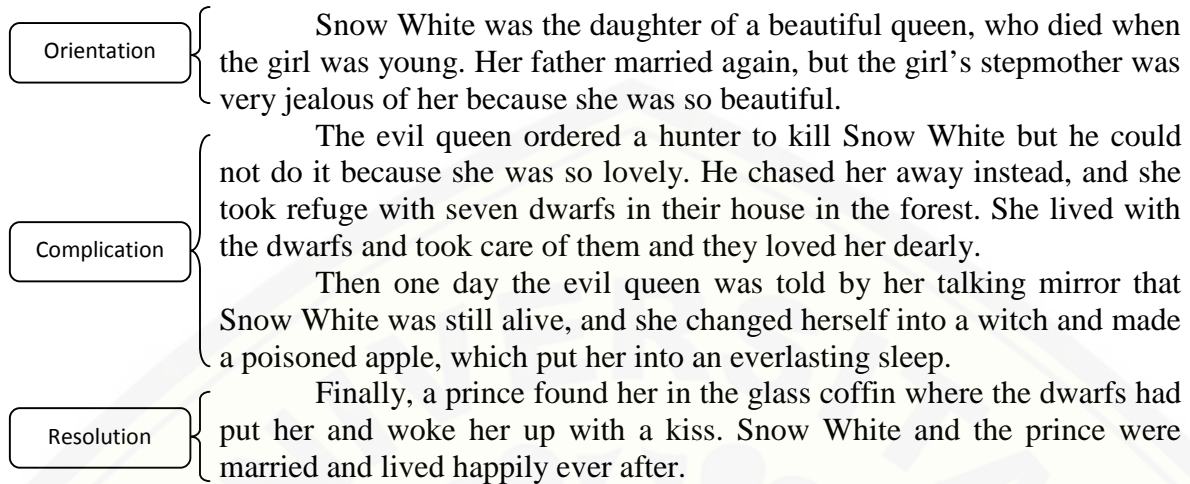 Orientation
Snow White was the daughter of a beautiful queen, who died when
the girl was young. Her father married again, but the girl’s stepmother was
very jealous of her because she was so beautiful.
Complication
The evil queen ordered a hunter to kill Snow White but he could
not do it because she was so lovely. He chased her away instead, and she
took refuge with seven dwarfs in their house in the forest. She lived with
the dwarfs and took care of them and they loved her dearly.
Then one day the evil queen was told by her talking mirror that
Snow White was still alive, and she changed herself into a witch and made
a poisoned apple, which put her into an everlasting sleep.
Resolution
Finally, a prince found her in the glass coffin where the dwarfs had
put her and woke her up with a kiss. Snow White and the prince were
married and lived happily ever after.